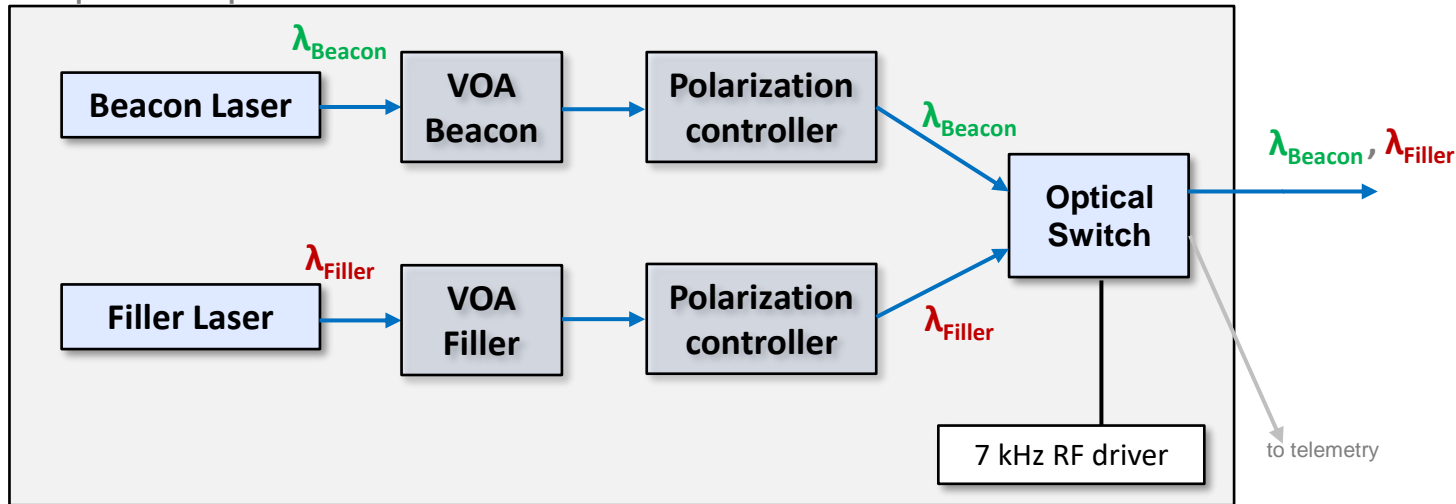 λBeacon
Beacon Laser
VOA
Beacon
Polarization
controller
λBeacon
λBeacon, λFiller
Optical
Switch
λFiller
Filler Laser
VOA
Filler
Polarization
controller
λFiller
7 kHz RF driver
to telemetry